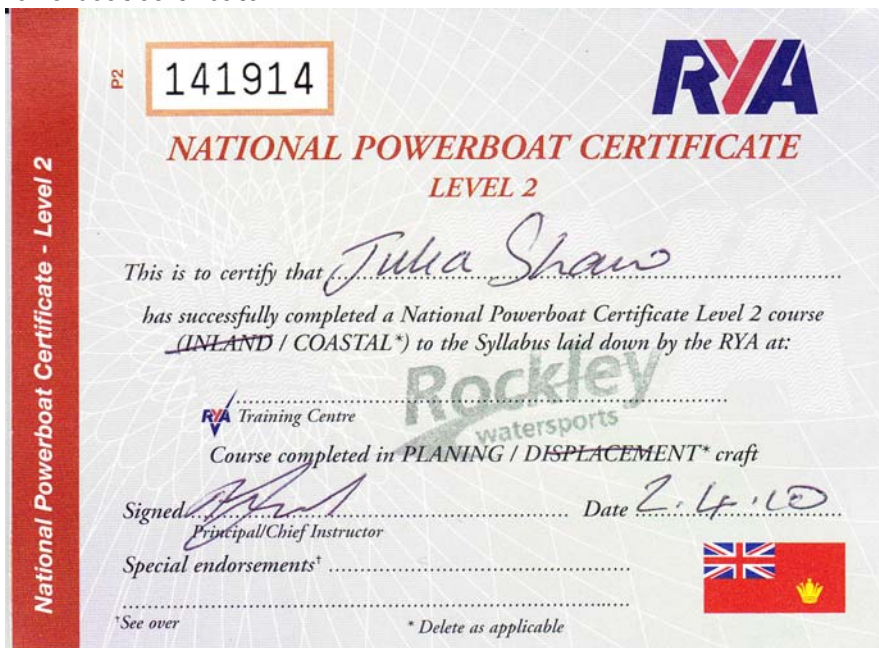 P2
141914
RYA
NATIONAL POWERBOAT CERTIFICATE
LEVEL 2
National Powerboat Certificate - Level 2
This is to certify that Julia Shaw
has successfully completed a National Powerboat Certificate Level 2 course
(INLAND / COASTAL*) to the Syllabus laid down by the RYA at:
Rockley
watersports
RYA Training Centre
Course completed in PLANING / DISPLACEMENT* craft
Signed Date 2.4.10
Principal/Chief Instructor
Special endorsements†
†See over * Delete as applicable